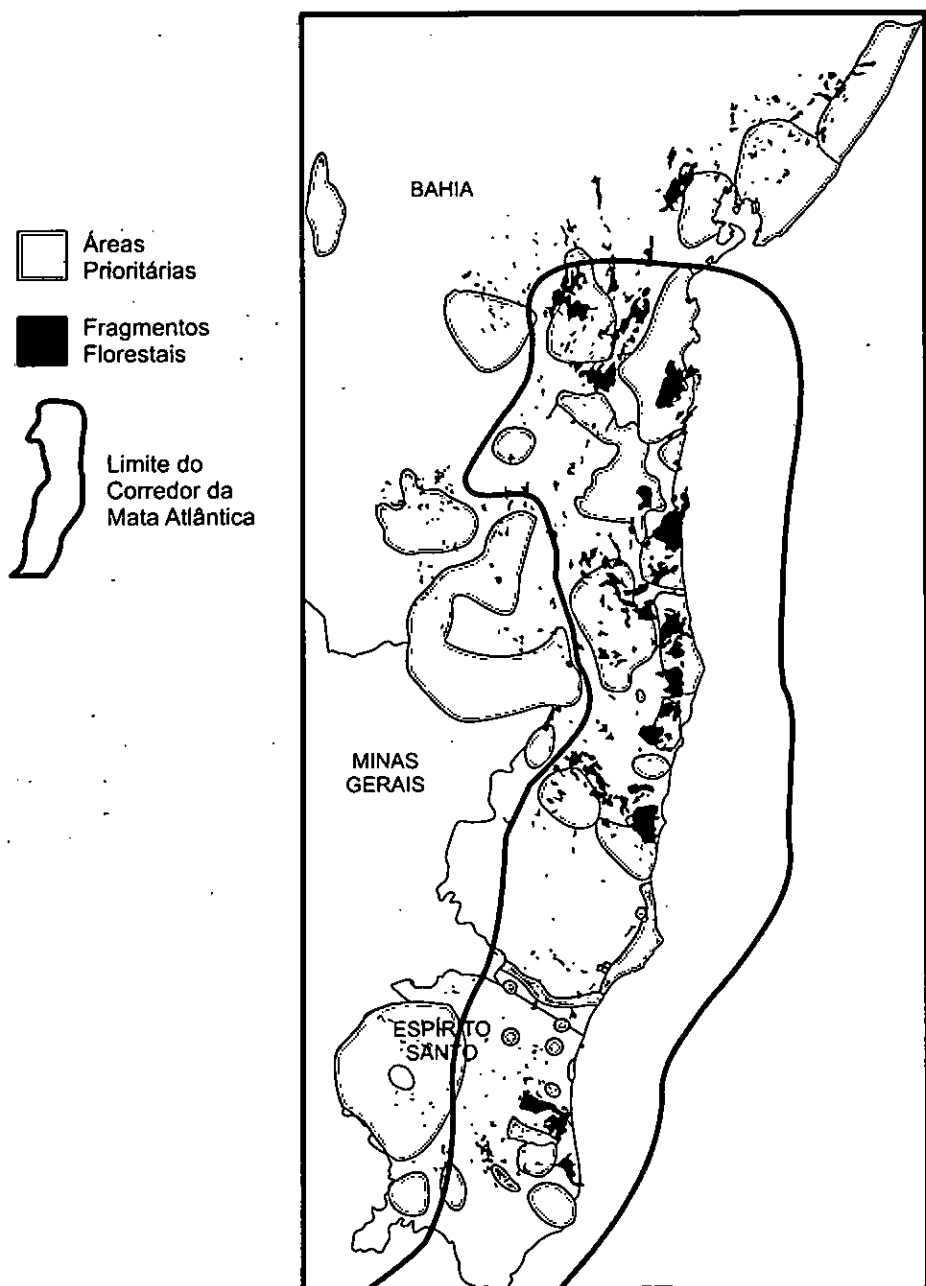 BAHIA
Áreas
Prioritárias
Fragmentos
Florestais
Limite do
Corredor da
Mata Atlântica
MINAS
GERAIS
ESPÍRITO
SANTO